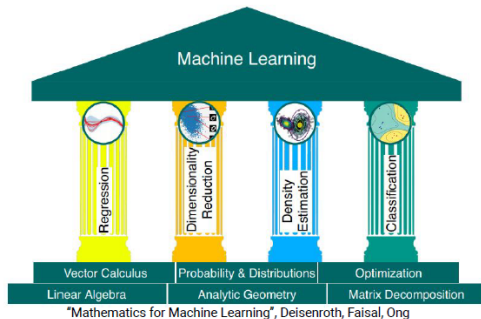 Machine Learning
Regression
Dimensionality
Reduction
Density
Estimation
Classification
Vector Calculus
Probability & Distributions
Optimization
Linear Algebra
Analytic Geometry
Matrix Decomposition
"Mathematics for Machine Learning", Deisenroth, Faisal, Ong